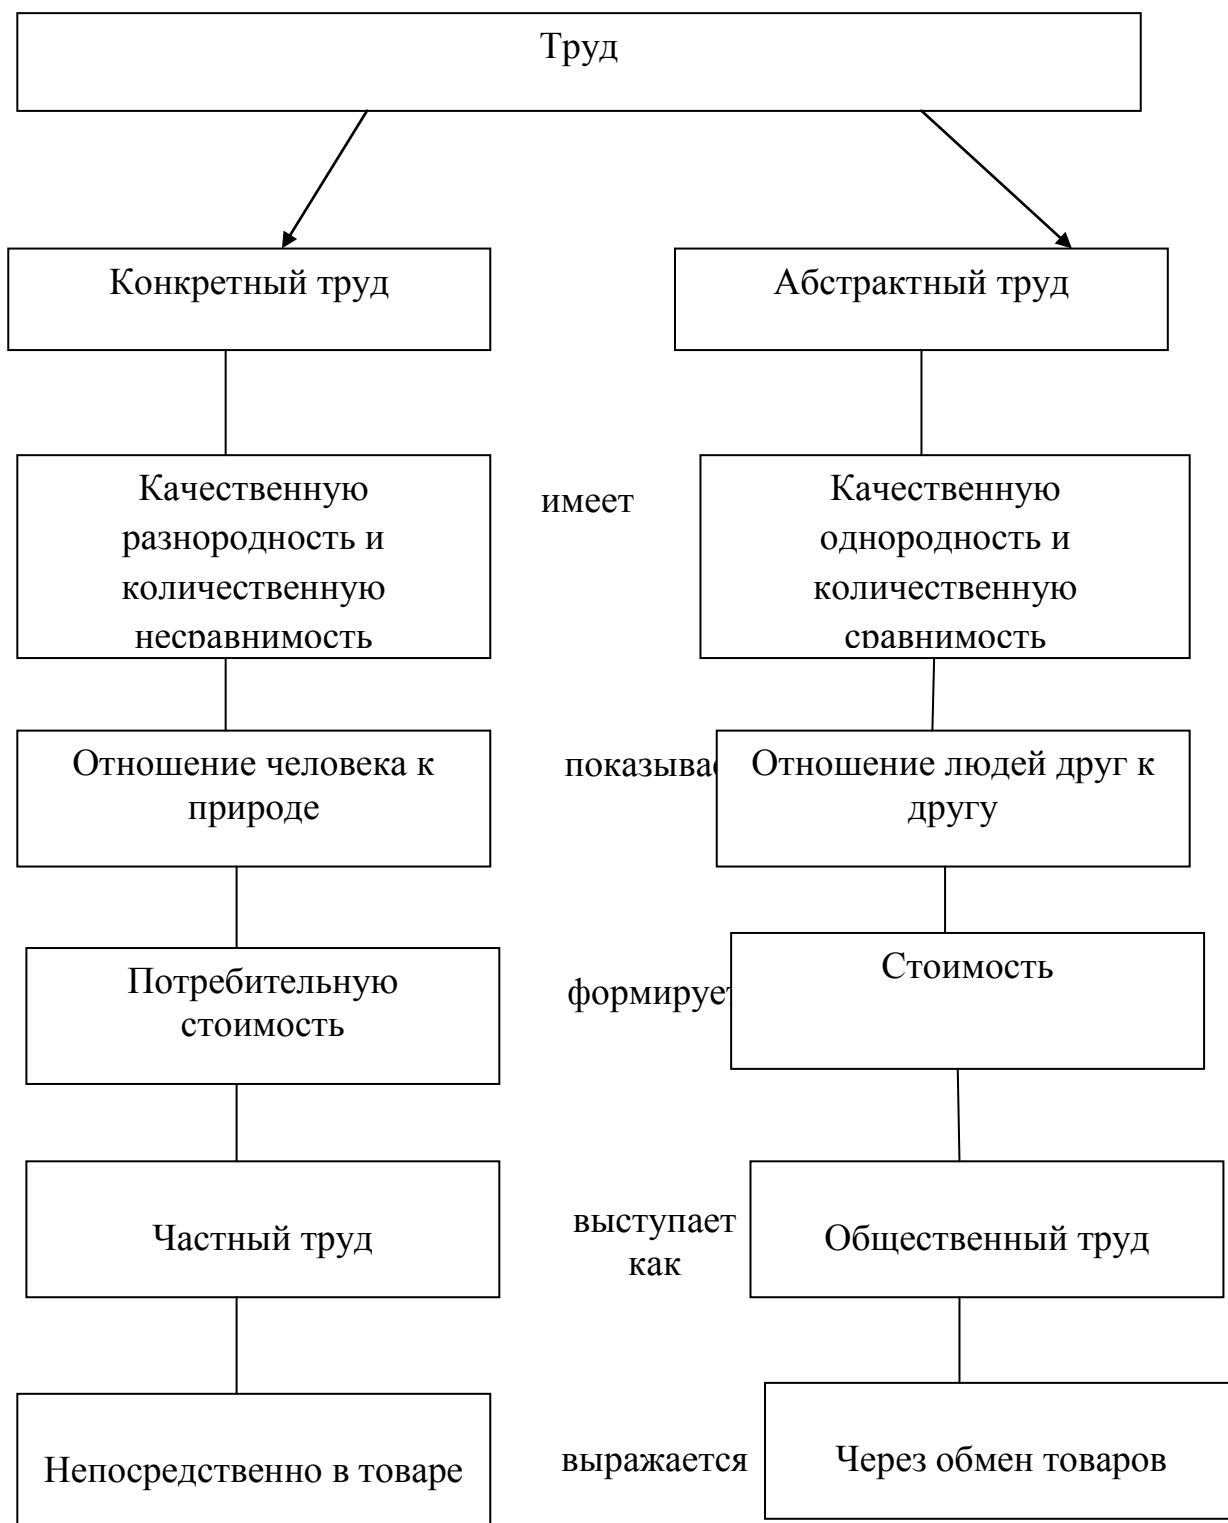 Труд
Конкретный труд
Абстрактный труд
Качественную
разнородность и
количественную
несравнимость
имеет
Качественную
однородность и
количественную
сравнимость
Отношение человека к
природе
показывае
Отношение людей друг к
другу
Потребительную
стоимость
формирует
Стоимость
Частный труд
выступает
как
Общественный труд
Непосредственно в товаре
выражается
Через обмен товаров